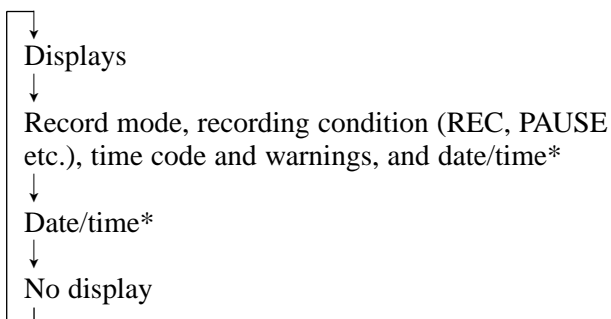 Displays
Record mode, recording condition (REC, PAUSE
etc.), time code and warnings, and date/time*
Date/time*
No display